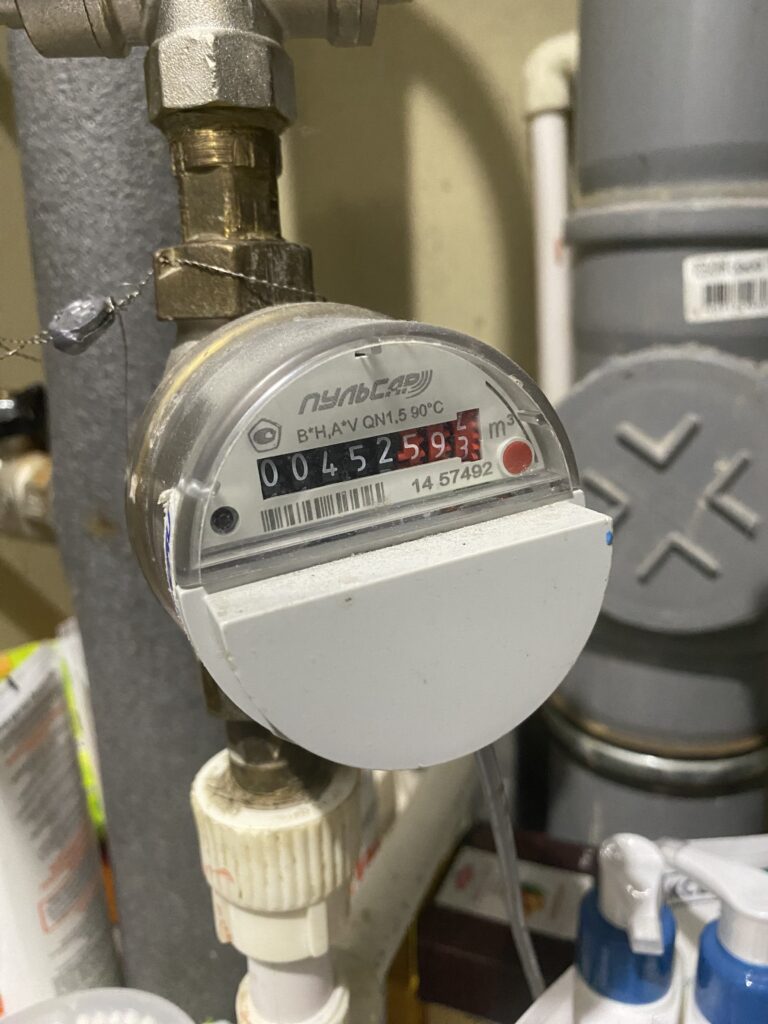 ПУЛЬСАР
B*H,A*V QN1,5 90°C
00452593 m³
14 57492